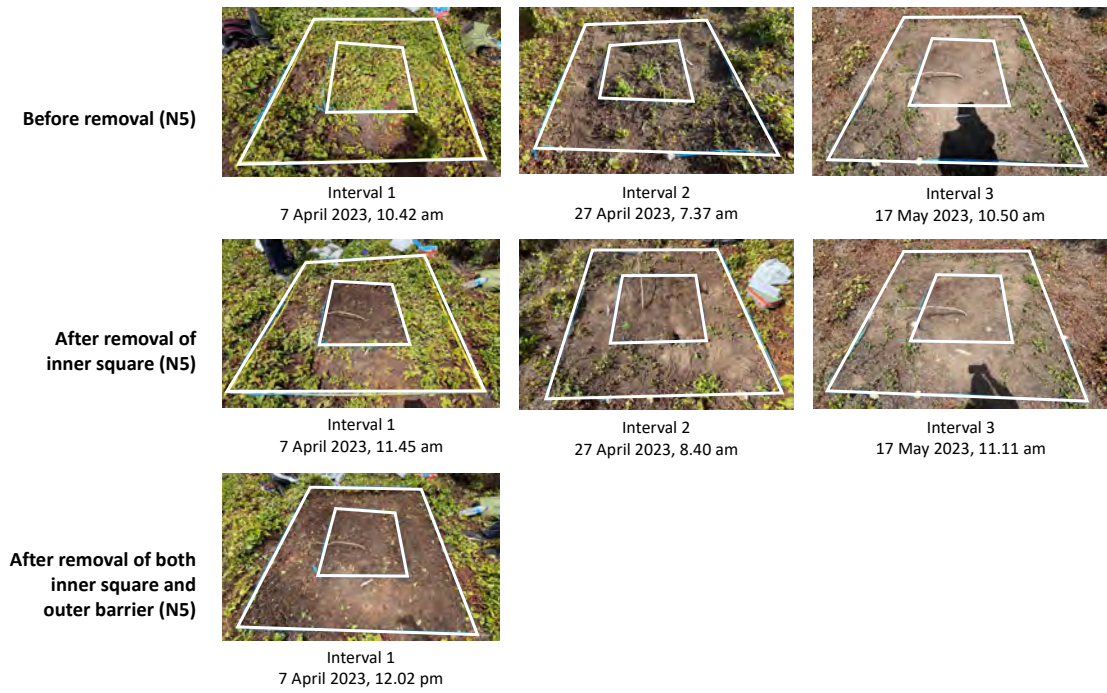 Before removal (N5)
Interval 1
7 April 2023, 10.42 am
Interval 2
27 April 2023, 7.37 am
Interval 3
17 May 2023, 10.50 am
After removal of
inner square (N5)
Interval 1
7 April 2023, 11.45 am
Interval 2
27 April 2023, 8.40 am
Interval 3
17 May 2023, 11.11 am
After removal of both
inner square and
outer barrier (N5)
Interval 1
7 April 2023, 12.02 pm